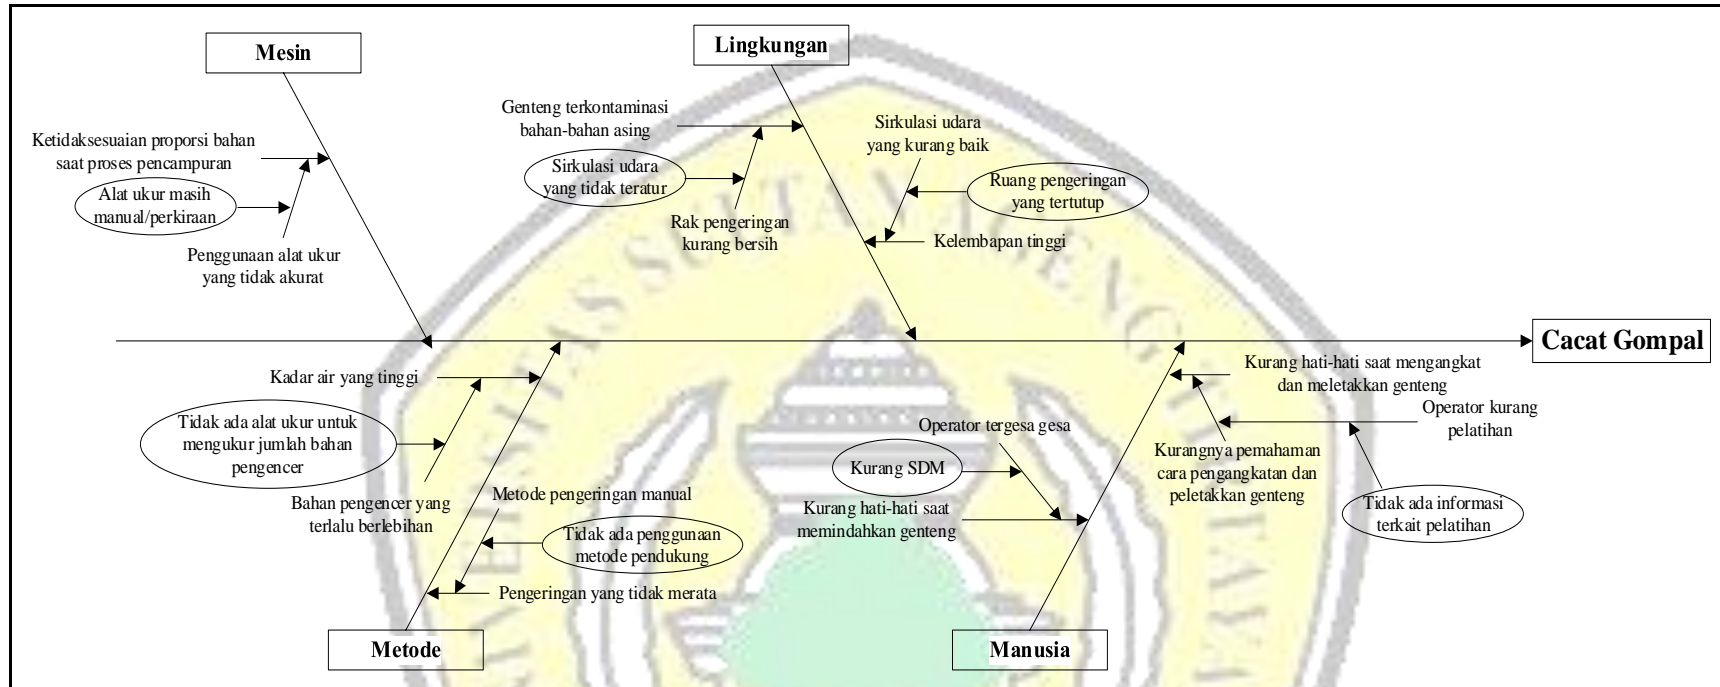 Mesin
Lingkungan
Ketidaksesuaian proporsi bahan
saat proses pencampuran
Alat ukur masih
manual/perkiraan
Penggunaan alat ukur
yang tidak akurat
Genteng terkontaminasi
bahan-bahan asing
Sirkulasi udara
yang tidak teratur
Rak pengeringan
kurang bersih
Sirkulasi udara
yang kurang baik
Ruang pengeringan
yang tertutup
Kelembapan tinggi
Cacat Gompal
Kadar air yang tinggi
Tidak ada alat ukur untuk
mengukur jumlah bahan
pengencer
Bahan pengencer yang
terlalu berlebihan
Metode pengeringan manual
Tidak ada penggunaan
metode pendukung
Pengeringan yang tidak merata
Metode
Operator tergesa gesa
Kurang SDM
Kurang hati-hati saat
memindahkan genteng
Kurang hati-hati saat mengangkat
dan meletakkan genteng
Operator kurang
pelatihan
Kurangnya pemahaman
cara pengangkatan dan
peletakkan genteng
Tidak ada informasi
terkait pelatihan
Manusia